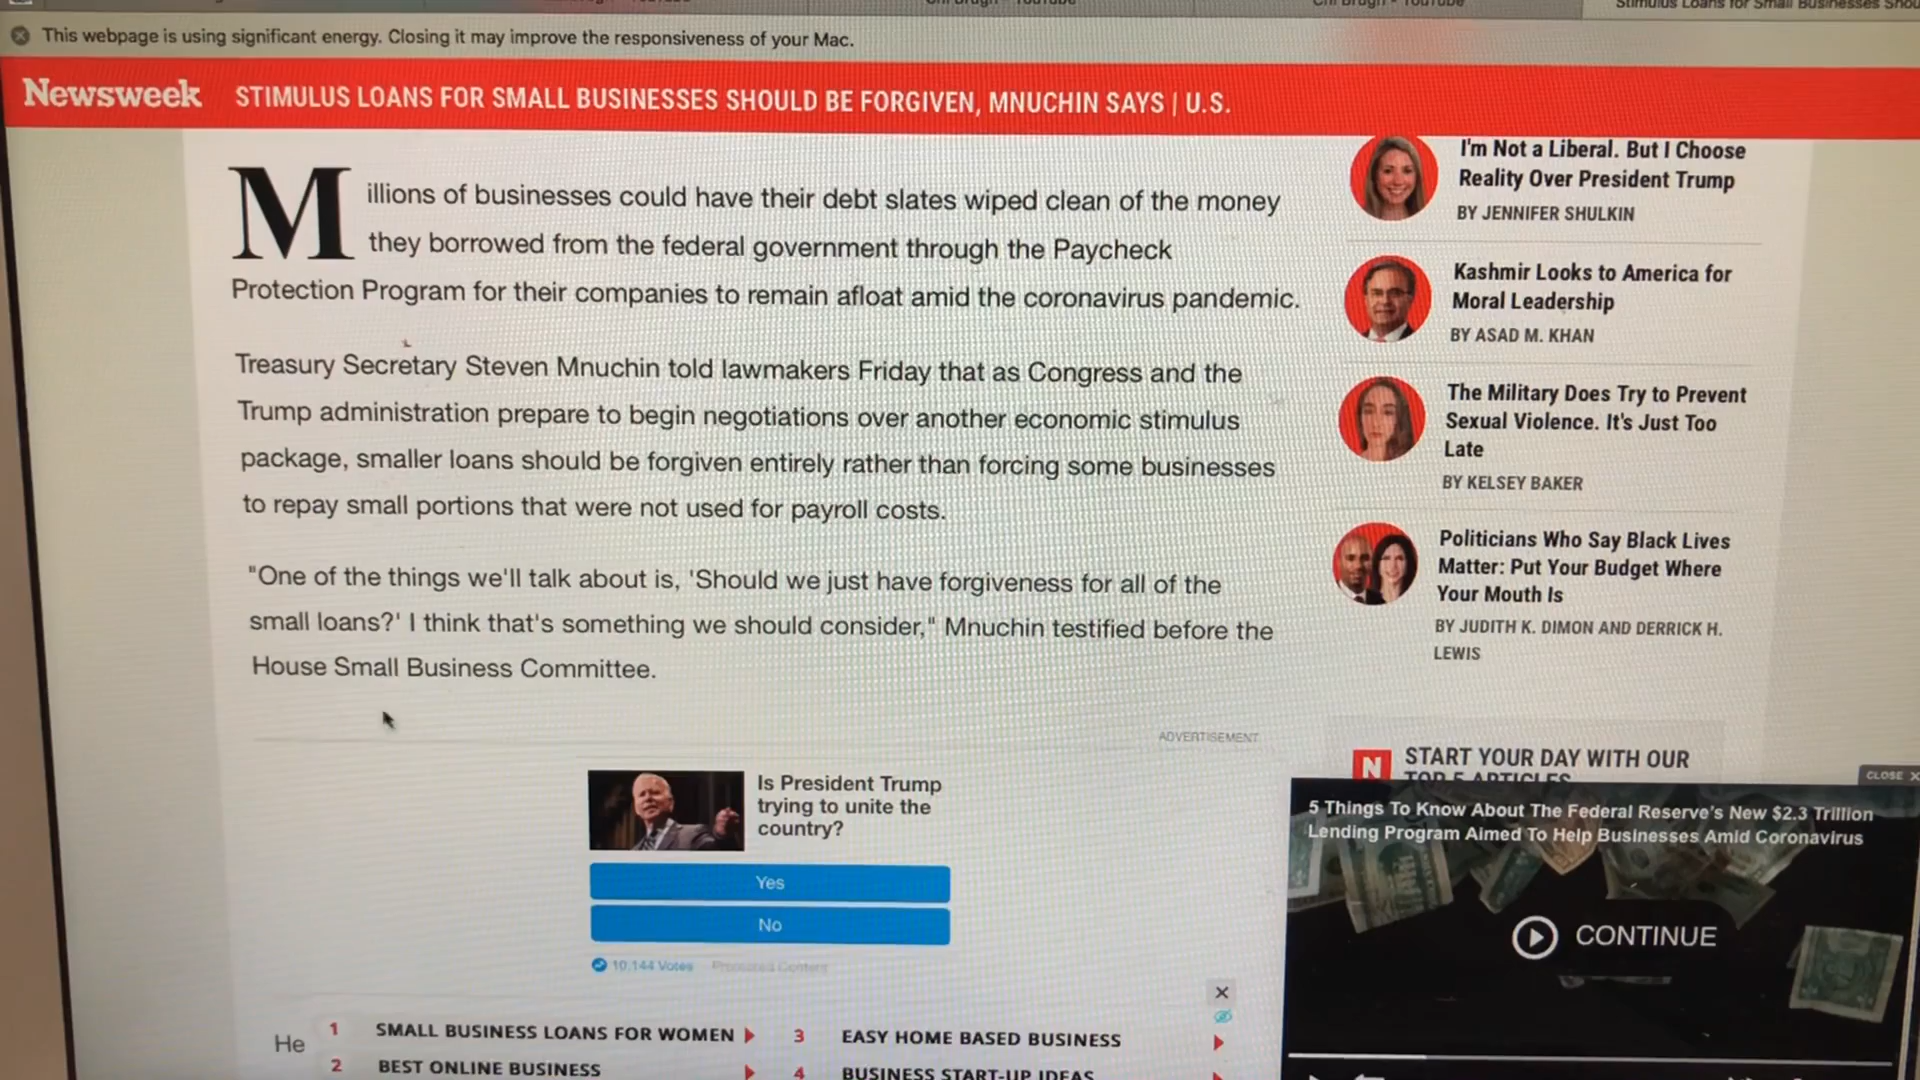 This webpage is using significant energy. Closing it may improve the responsiveness of your Mac.
Newsweek
STIMULUS LOANS FOR SMALL BUSINESSES SHOULD BE FORGIVEN, MNUCHIN SAYS | U.S.
Millions of businesses could have their debt slates wiped clean of the money
they borrowed from the federal government through the Paycheck
Protection Program for their companies to remain afloat amid the coronavirus pandemic.
Treasury Secretary Steven Mnuchin told lawmakers Friday that as Congress and the
Trump administration prepare to begin negotiations over another economic stimulus
package, smaller loans should be forgiven entirely rather than forcing some businesses
to repay small portions that were not used for payroll costs.
"One of the things we'll talk about is, 'Should we just have forgiveness for all of the
small loans?' I think that's something we should consider," Mnuchin testified before the
House Small Business Committee.
ADVERTISEMENT
Is President Trump
trying to unite the
country?
Yes
No
10,144 Votes
Promoted Content
He
1 SMALL BUSINESS LOANS FOR WOMEN
2 BEST ONLINE BUSINESS
3 EASY HOME BASED BUSINESS
4 BUSINESS START-UP IDEAS
I'm Not a Liberal. But I Choose
Reality Over President Trump
BY JENNIFER SHULKIN
Kashmir Looks to America for
Moral Leadership
BY ASAD M. KHAN
The Military Does Try to Prevent
Sexual Violence. It's Just Too
Late
BY KELSEY BAKER
Politicians Who Say Black Lives
Matter: Put Your Budget Where
Your Mouth Is
BY JUDITH K. DIMON AND DERRICK H.
LEWIS
N
START YOUR DAY WITH OUR
TOP 5 ARTICLES
CLOSE X
5 Things To Know About The Federal Reserve's New $2.3 Trillion
Lending Program Aimed To Help Businesses Amid Coronavirus
CONTINUE